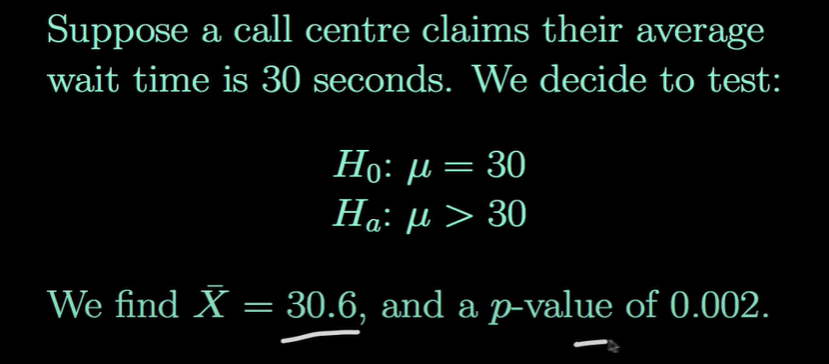 Suppose a call centre claims their average
wait time is 30 seconds. We decide to test:
H₀: μ = 30
Hₐ: μ > 30
We find X̄ = 30.6, and a p-value of 0.002.